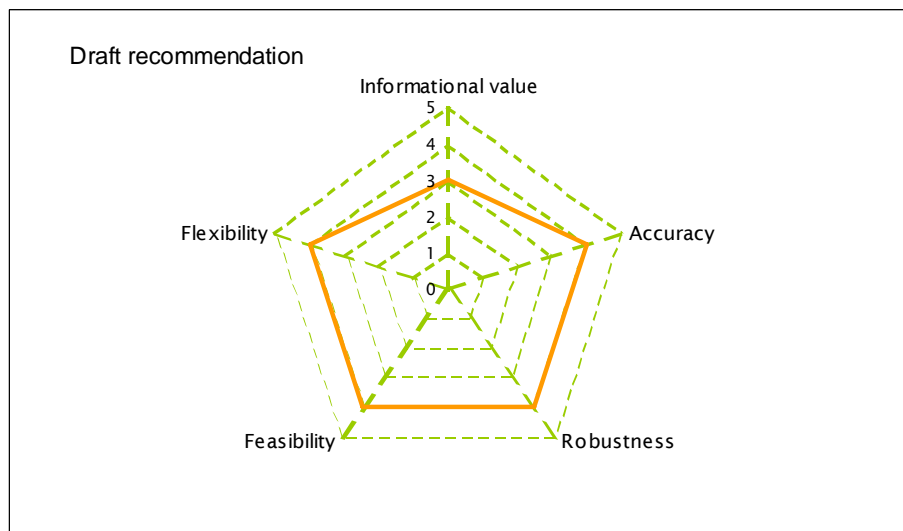 Draft recommendation
Informational value
5
4
3
2
1
0
Flexibility
Accuracy
Feasibility
Robustness